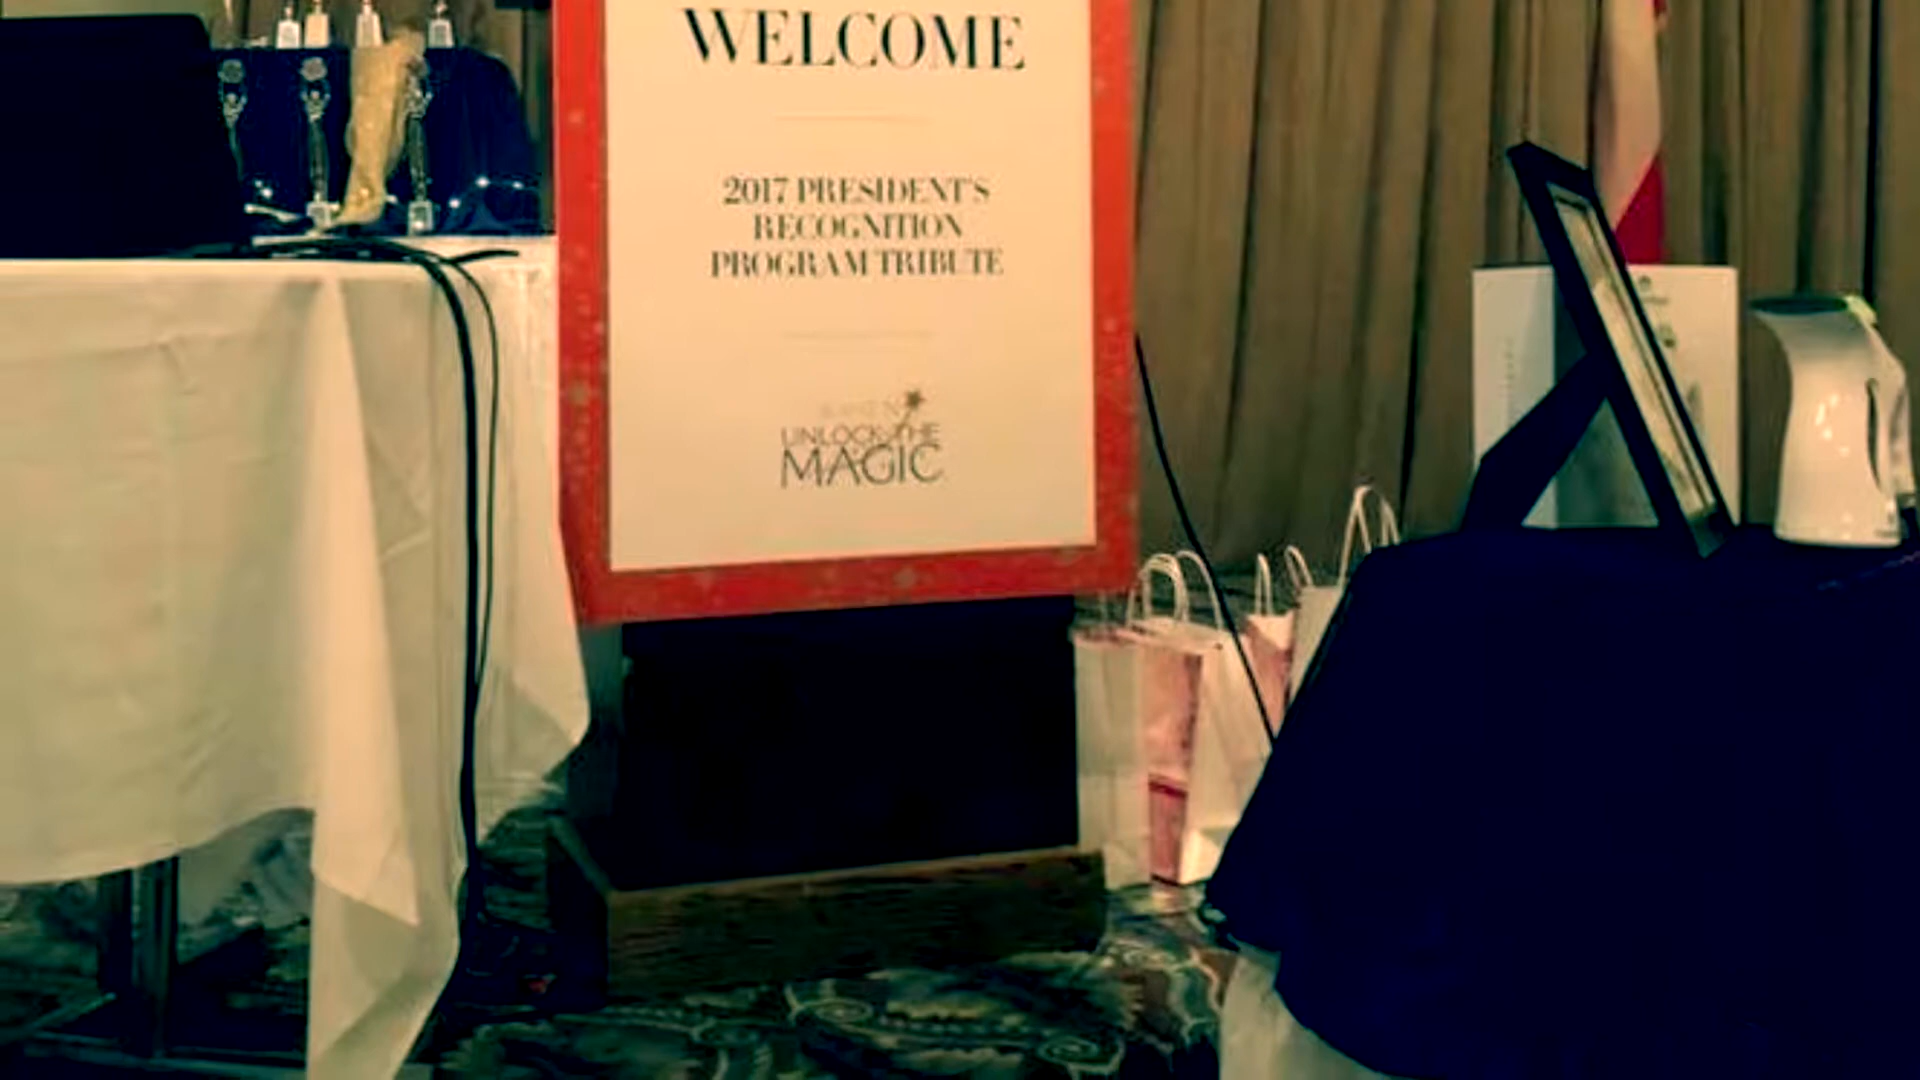 WELCOME
2017 PRESIDENT'S
RECOGNITION
PROGRAM TRIBUTE
UNLOCK THE
MAGIC